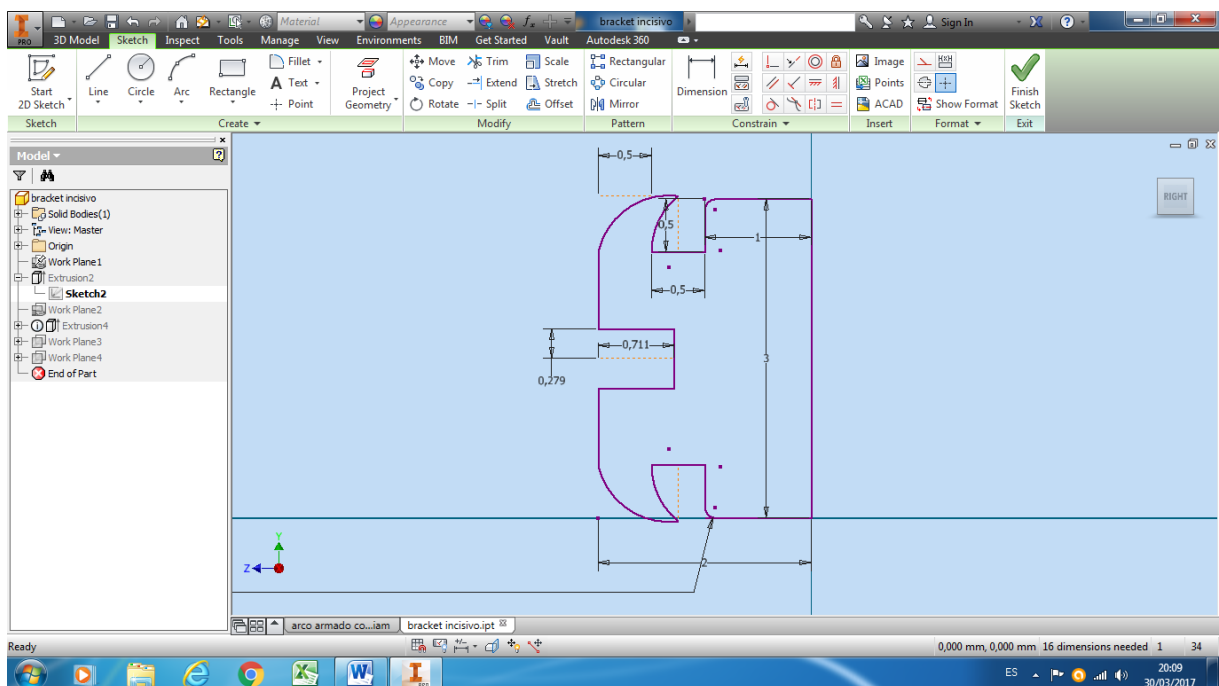 Material Appearance fx bracket incisivo Sign In
PRO 3D Model Sketch Inspect Tools Manage View Environments BIM Get Started Vault Autodesk 360
Start 2D Sketch Line Circle Arc Rectangle Fillet Text Point Project Geometry Move Copy Rotate Trim Extend Split Scale Stretch Offset Rectangular Circular Mirror Dimension Image Points ACAD Show Format Finish Sketch
Sketch Create Modify Pattern Constrain Insert Format Exit
Model
bracket incisivo
Solid Bodies(1)
View: Master
Origin
Work Plane1
Extrusion2
Sketch2
Work Plane2
Extrusion4
Work Plane3
Work Plane4
End of Part
RIGHT
0,5
0,5
1
0,5
0,711
3
0,279
2
Y
Z
arco armado co...iam bracket incisivo.ipt
Ready 0,000 mm, 0,000 mm 16 dimensions needed 1 34
ES 20:09
30/03/2017